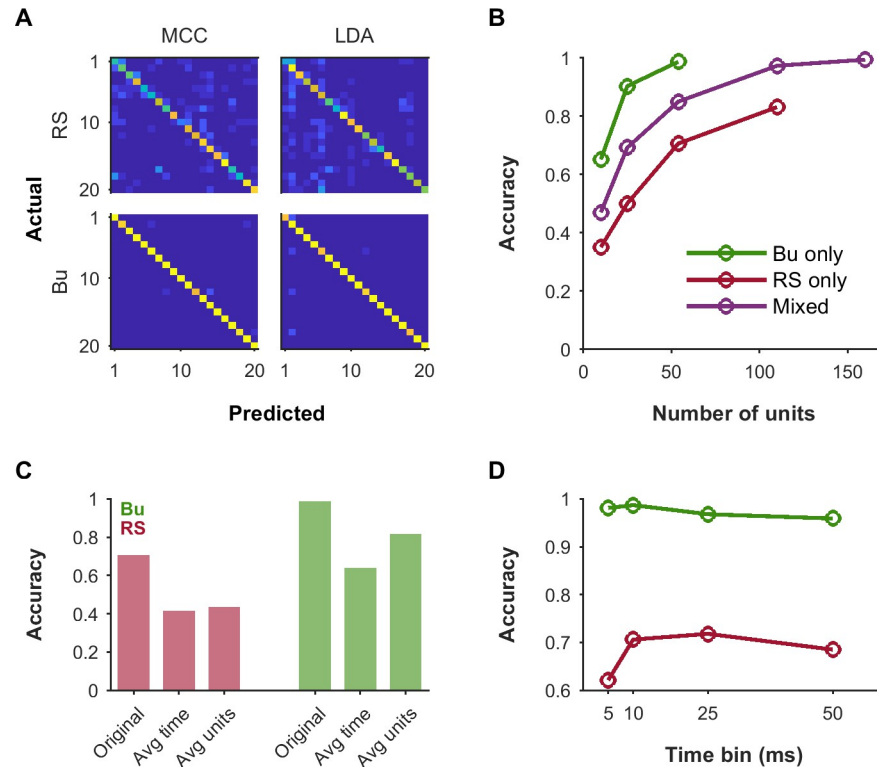 A
MCC LDA
1
10
20
RS
Actual
1
10
20
Bu
1 10 20 1 10 20
Predicted
B
1
0.8
0.6
0.4
0.2
0
Accuracy
Bu only
RS only
Mixed
0 50 100 150
Number of units
C
1
0.8
0.6
0.4
0.2
0
Accuracy
Bu
RS
Original Avg time Avg units Original Avg time Avg units
D
1
0.9
0.8
0.7
0.6
Accuracy
5 10 25 50
Time bin (ms)